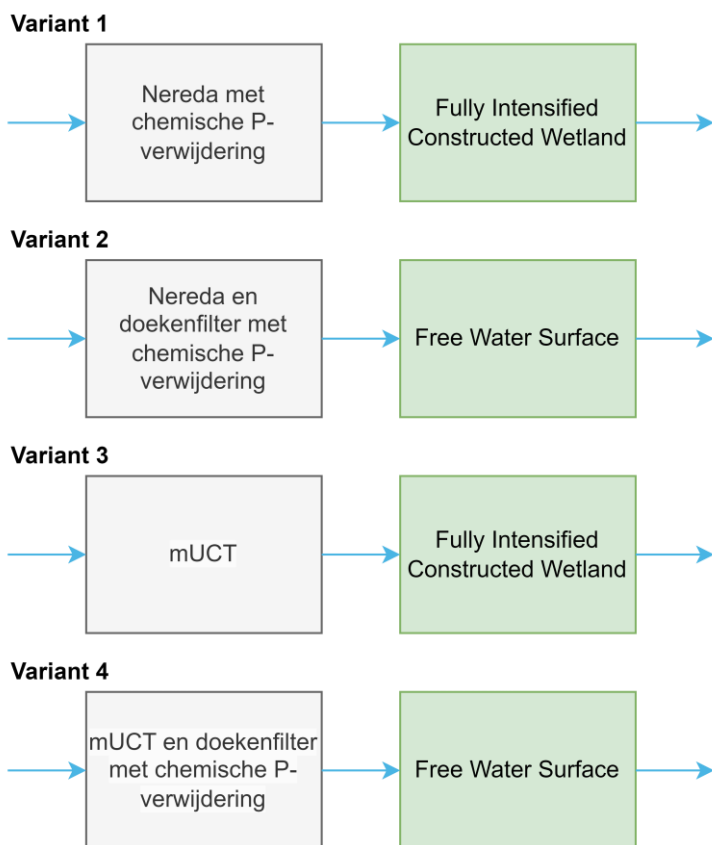 Variant 1
Nereda met
chemische P-
verwijdering
Fully Intensified
Constructed Wetland
Variant 2
Nereda en
doekenfilter met
chemische P-
verwijdering
Free Water Surface
Variant 3
mUCT
Fully Intensified
Constructed Wetland
Variant 4
mUCT en doekenfilter
met chemische P-
verwijdering
Free Water Surface